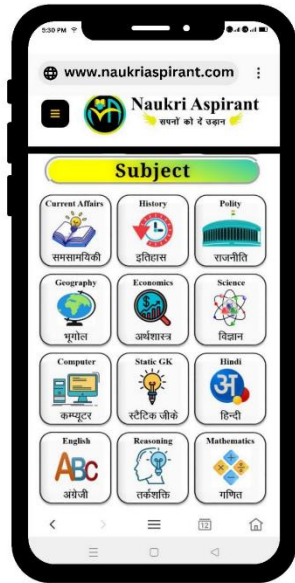 5:30 PM
www.naukriaspirant.com
Naukri Aspirant
सपनों को दें उड़ान
Subject
Current Affairs History Polity
समसामयिकी इतिहास राजनीति
Geography Economics Science
भूगोल अर्थशास्त्र विज्ञान
Computer Static GK Hindi
अ
कम्प्यूटर स्टैटिक जीके हिन्दी
English Reasoning Mathematics
ABC
अंग्रेजी तर्कशक्ति गणित
12